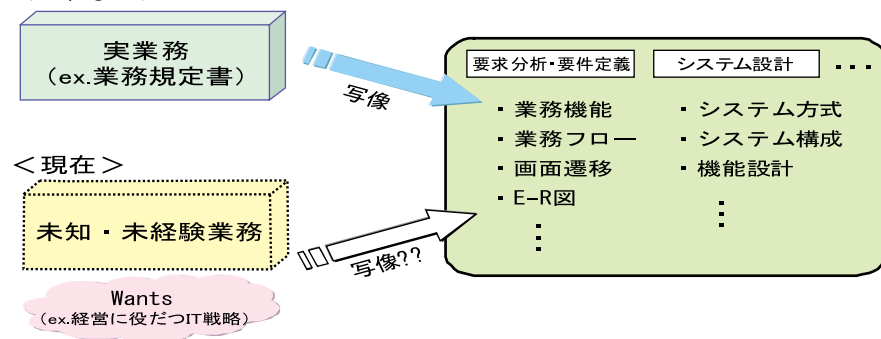 実業務
(ex.業務規定書)
写像
<現在>
未知・未経験業務
写像??
Wants
(ex.経営に役だつIT戦略)
要求分析・要件定義
システム設計
・・・
・業務機能
・業務フロー
・画面遷移
・E-R図
・システム方式
・システム構成
・機能設計